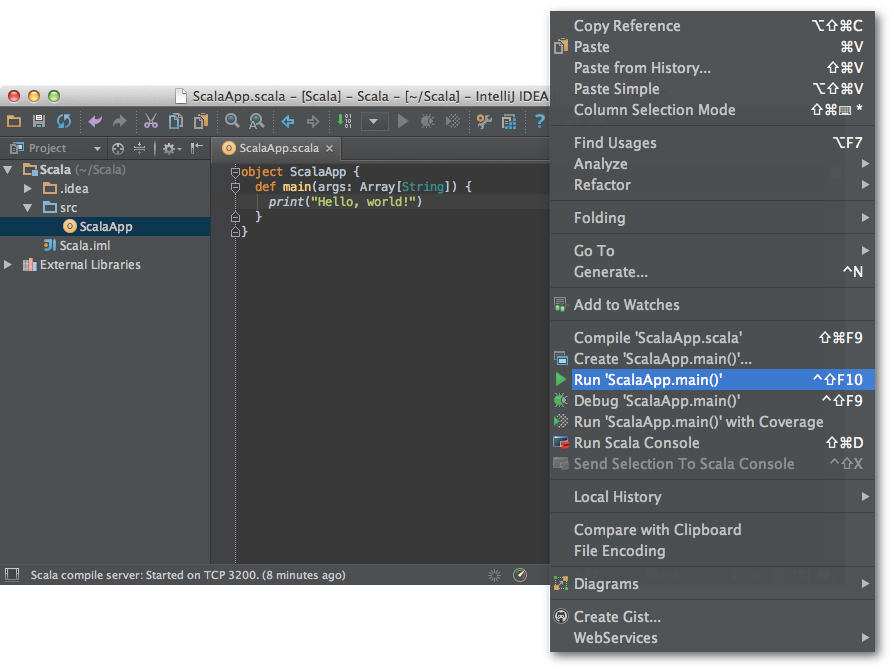 ScalaApp.scala – [Scala] – Scala – [~/Scala] – IntelliJ IDEA
Project
ScalaApp.scala
Scala (~/Scala)
.idea
src
ScalaApp
Scala.iml
External Libraries
object ScalaApp {
def main(args: Array[String]) {
print("Hello, world!")
}
}
Scala compile server: Started on TCP 3200. (8 minutes ago)
Copy Reference ⌥⇧⌘C
Paste ⌘V
Paste from History... ⇧⌘V
Paste Simple ⌥⇧⌘V
Column Selection Mode ⇧⌘⌨ *
Find Usages ⌥F7
Analyze
Refactor
Folding
Go To
Generate... ^N
Add to Watches
Compile 'ScalaApp.scala' ⇧⌘F9
Create 'ScalaApp.main()'...
Run 'ScalaApp.main()' ^⇧F10
Debug 'ScalaApp.main()' ^⇧F9
Run 'ScalaApp.main()' with Coverage
Run Scala Console ⇧⌘D
Send Selection To Scala Console ^⇧X
Local History
Compare with Clipboard
File Encoding
Diagrams
Create Gist...
WebServices